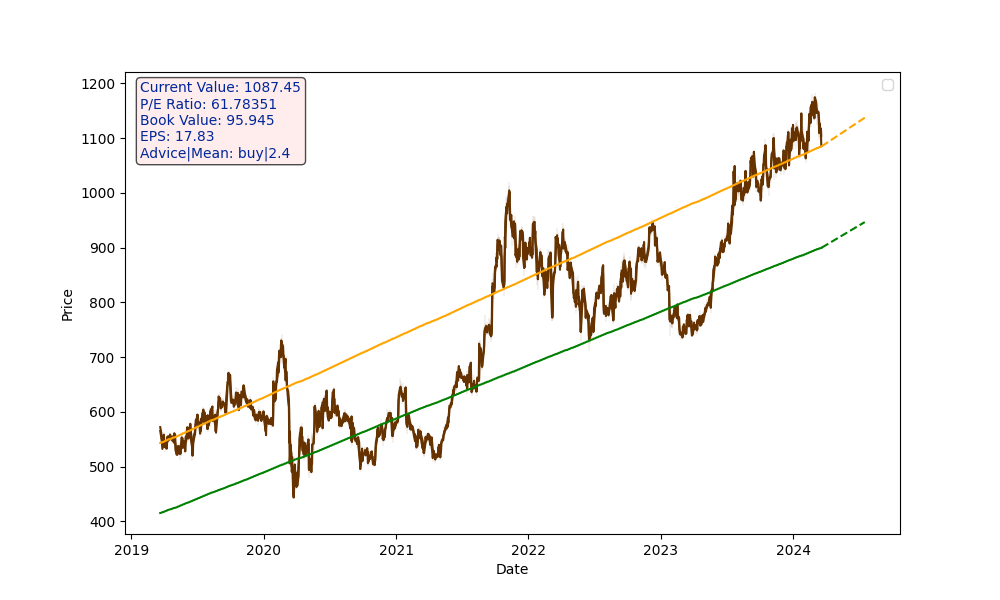 Current Value: 1087.45
P/E Ratio: 61.78351
Book Value: 95.945
EPS: 17.83
Advice|Mean: buy|2.4
1200
1100
1000
900
800
700
600
500
400
Price
2019 2020 2021 2022 2023 2024
Date